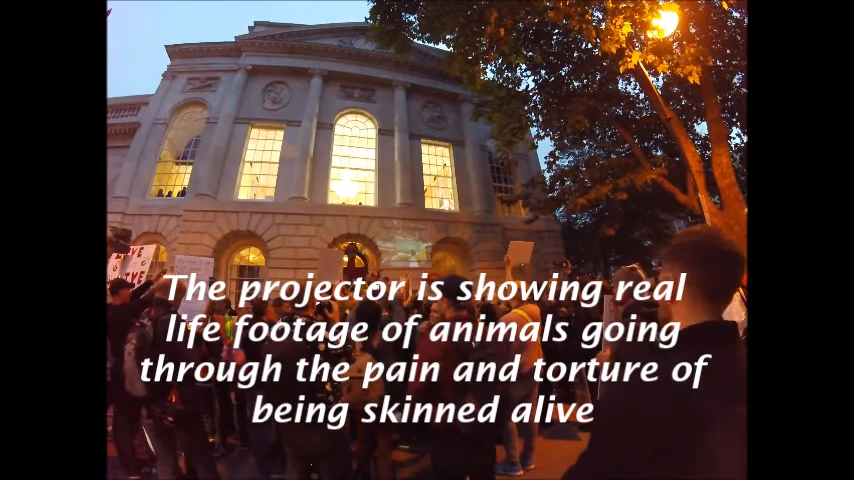 LIVE
The projector is showing real
life footage of animals going
through the pain and torture of
being skinned alive